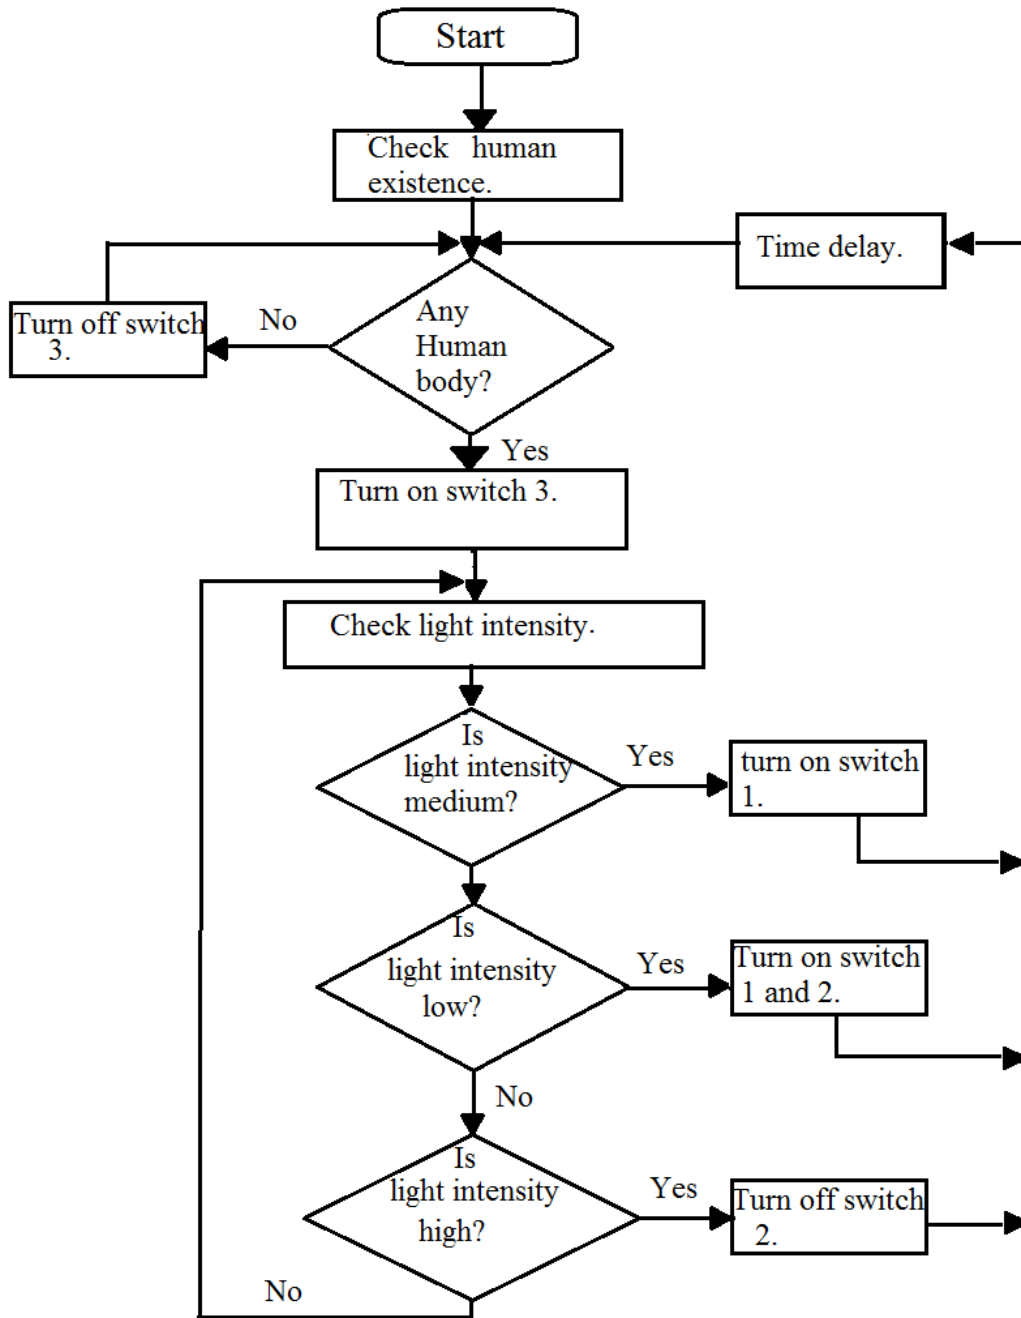 Start
Check human
existence.
Time delay.
Turn off switch
3.
No
Any
Human
body?
Yes
Turn on switch 3.
Check light intensity.
Is
light intensity
medium?
Yes
turn on switch
1.
Is
light intensity
low?
Yes
Turn on switch
1 and 2.
No
Is
light intensity
high?
Yes
Turn off switch
2.
No